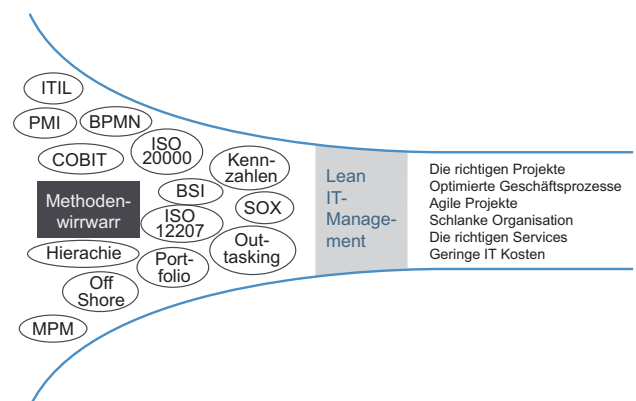 ITIL
PMI
BPMN
COBIT
ISO
20000
Kenn-
zahlen
Methoden-
wirrwarr
BSI
SOX
ISO
12207
Hierachie
Port-
folio
Out-
tasking
Off
Shore
MPM
Lean
IT-
Manage-
ment
Die richtigen Projekte
Optimierte Geschäftsprozesse
Agile Projekte
Schlanke Organisation
Die richtigen Services
Geringe IT Kosten